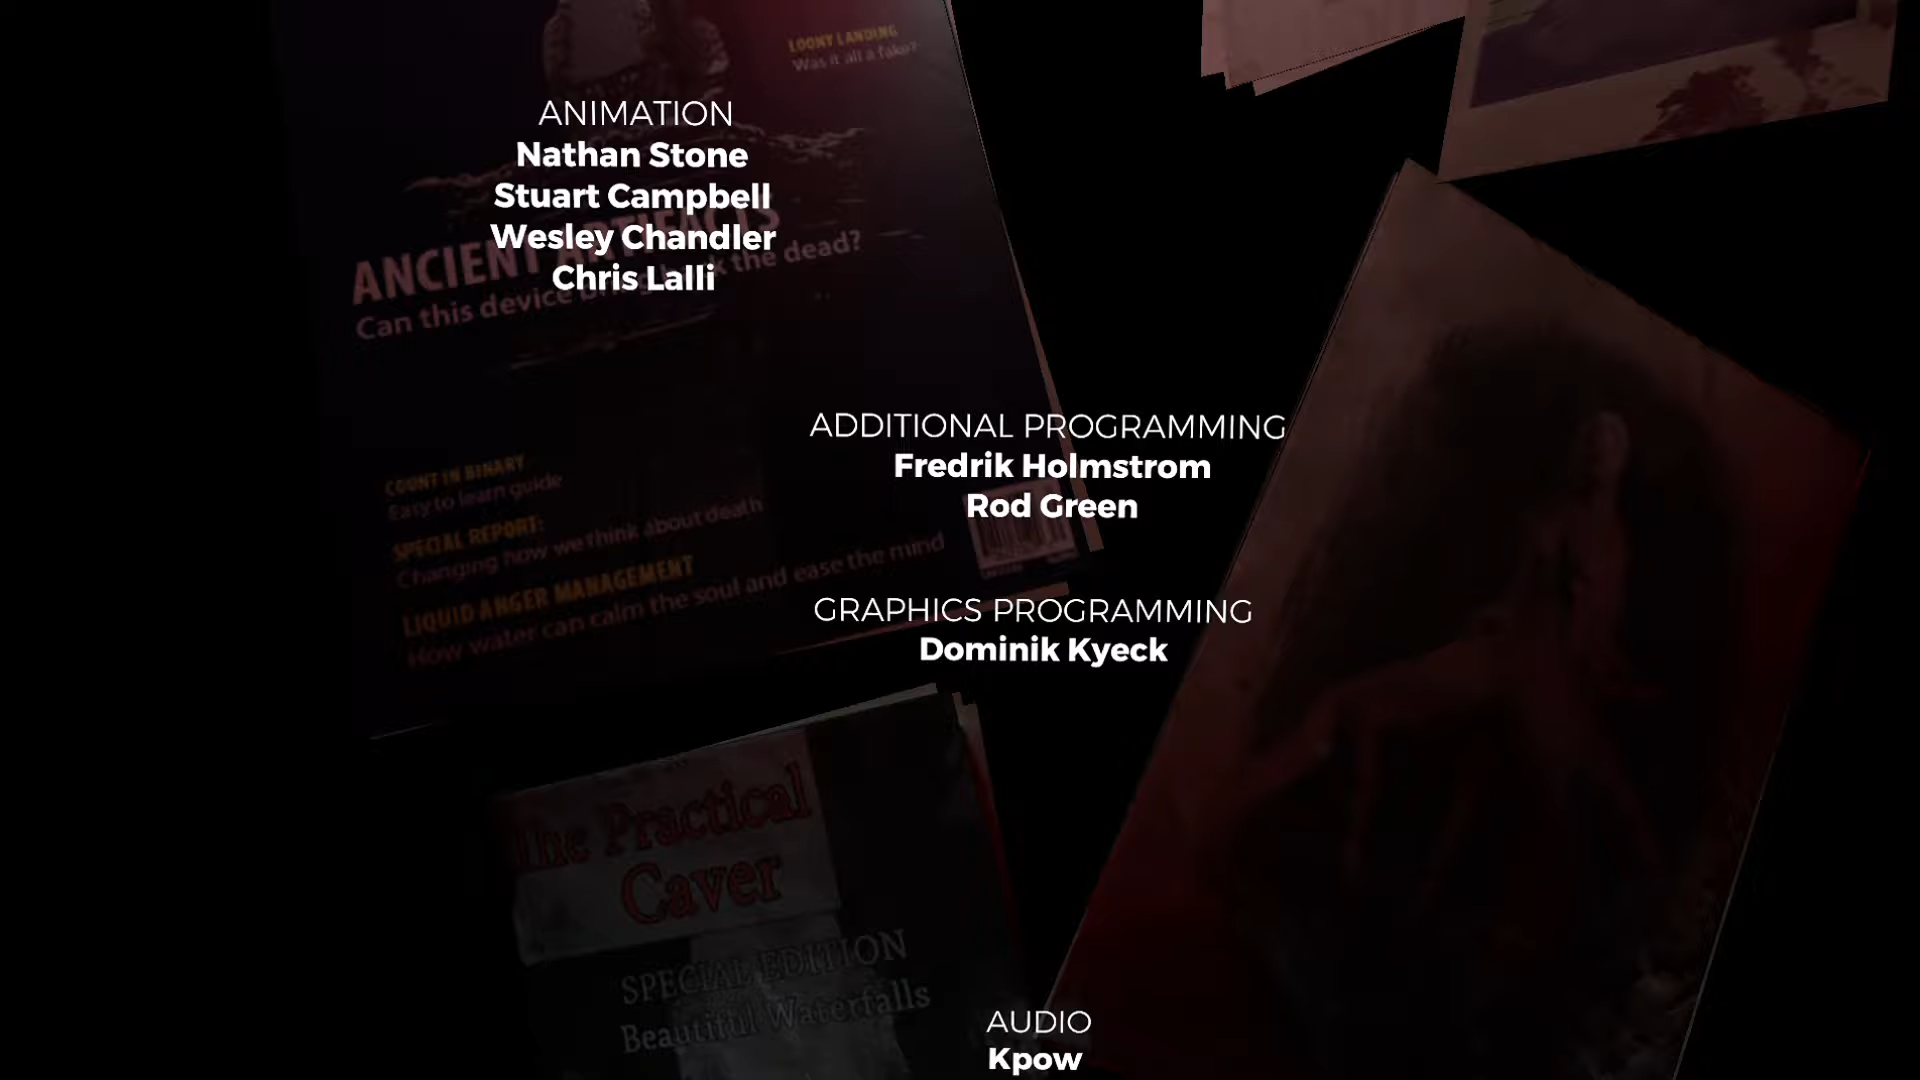 LOONY LANDING
Was it all a fake?
ANIMATION
Nathan Stone
Stuart Campbell
Wesley Chandler
Chris Lalli
ANCIENT ARTIFACTS
Can this device bring back the dead?
ADDITIONAL PROGRAMMING
Fredrik Holmstrom
Rod Green
COUNT IN BINARY
Easy to learn guide
SPECIAL REPORT:
Changing how we think about death
LIQUID ANGER MANAGEMENT
How water can calm the soul and ease the mind
GRAPHICS PROGRAMMING
Dominik Kyeck
The Practical
Caver
SPECIAL EDITION
Beautiful Waterfalls
AUDIO
Kpow